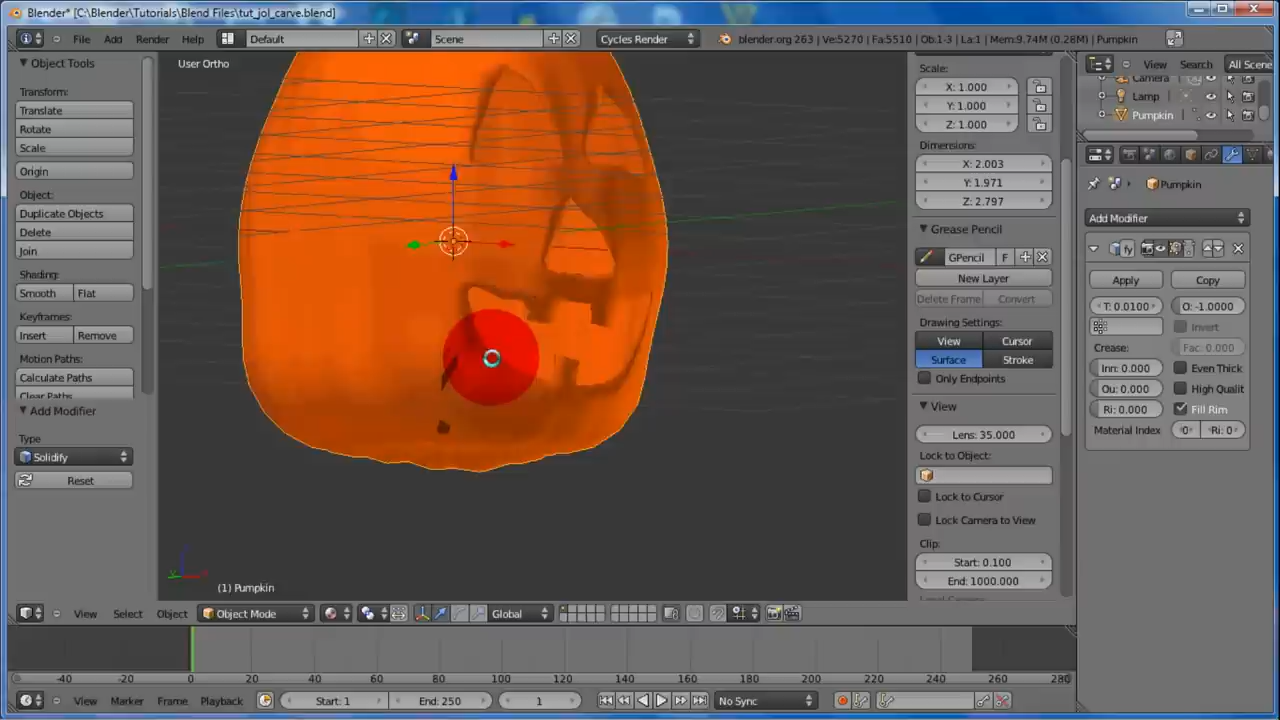 Blender* [C:\Blender\Tutorials\Blend Files\tut_jol_carve.blend]
File Add Render Help Default Scene Cycles Render blender.org 263 | Ve:5270 | Fa:5510 | Ob:1-3 | La:1 | Mem:9.74M (0.28M) | Pumpkin
Object Tools
Transform:
Translate
Rotate
Scale
Origin
Object:
Duplicate Objects
Delete
Join
Shading:
Smooth Flat
Keyframes:
Insert Remove
Motion Paths:
Calculate Paths
Clear Paths
Add Modifier
Type
Solidify
Reset
User Ortho
(1) Pumpkin
Scale:
X: 1.000
Y: 1.000
Z: 1.000
Dimensions:
X: 2.003
Y: 1.971
Z: 2.797
Grease Pencil
GPencil F
New Layer
Delete Frame Convert
Drawing Settings:
View Cursor
Surface Stroke
Only Endpoints
View
Lens: 35.000
Lock to Object:
Lock to Cursor
Lock Camera to View
Clip:
Start: 0.100
End: 1000.000
View Search All Scene
Camera
Lamp
Pumpkin
Pumpkin
Add Modifier
fy
Apply Copy
T: 0.0100 O: -1.0000
Invert
Crease: Fac: 0.000
Inn: 0.000 Even Thick
Ou: 0.000 High Qualit
Ri: 0.000 Fill Rim
Material Index 0 Ri: 0
View Select Object Object Mode Global
-40 -20 0 20 40 60 80 100 120 140 160 180 200 220 240 260 280
View Marker Frame Playback Start: 1 End: 250 1 No Sync